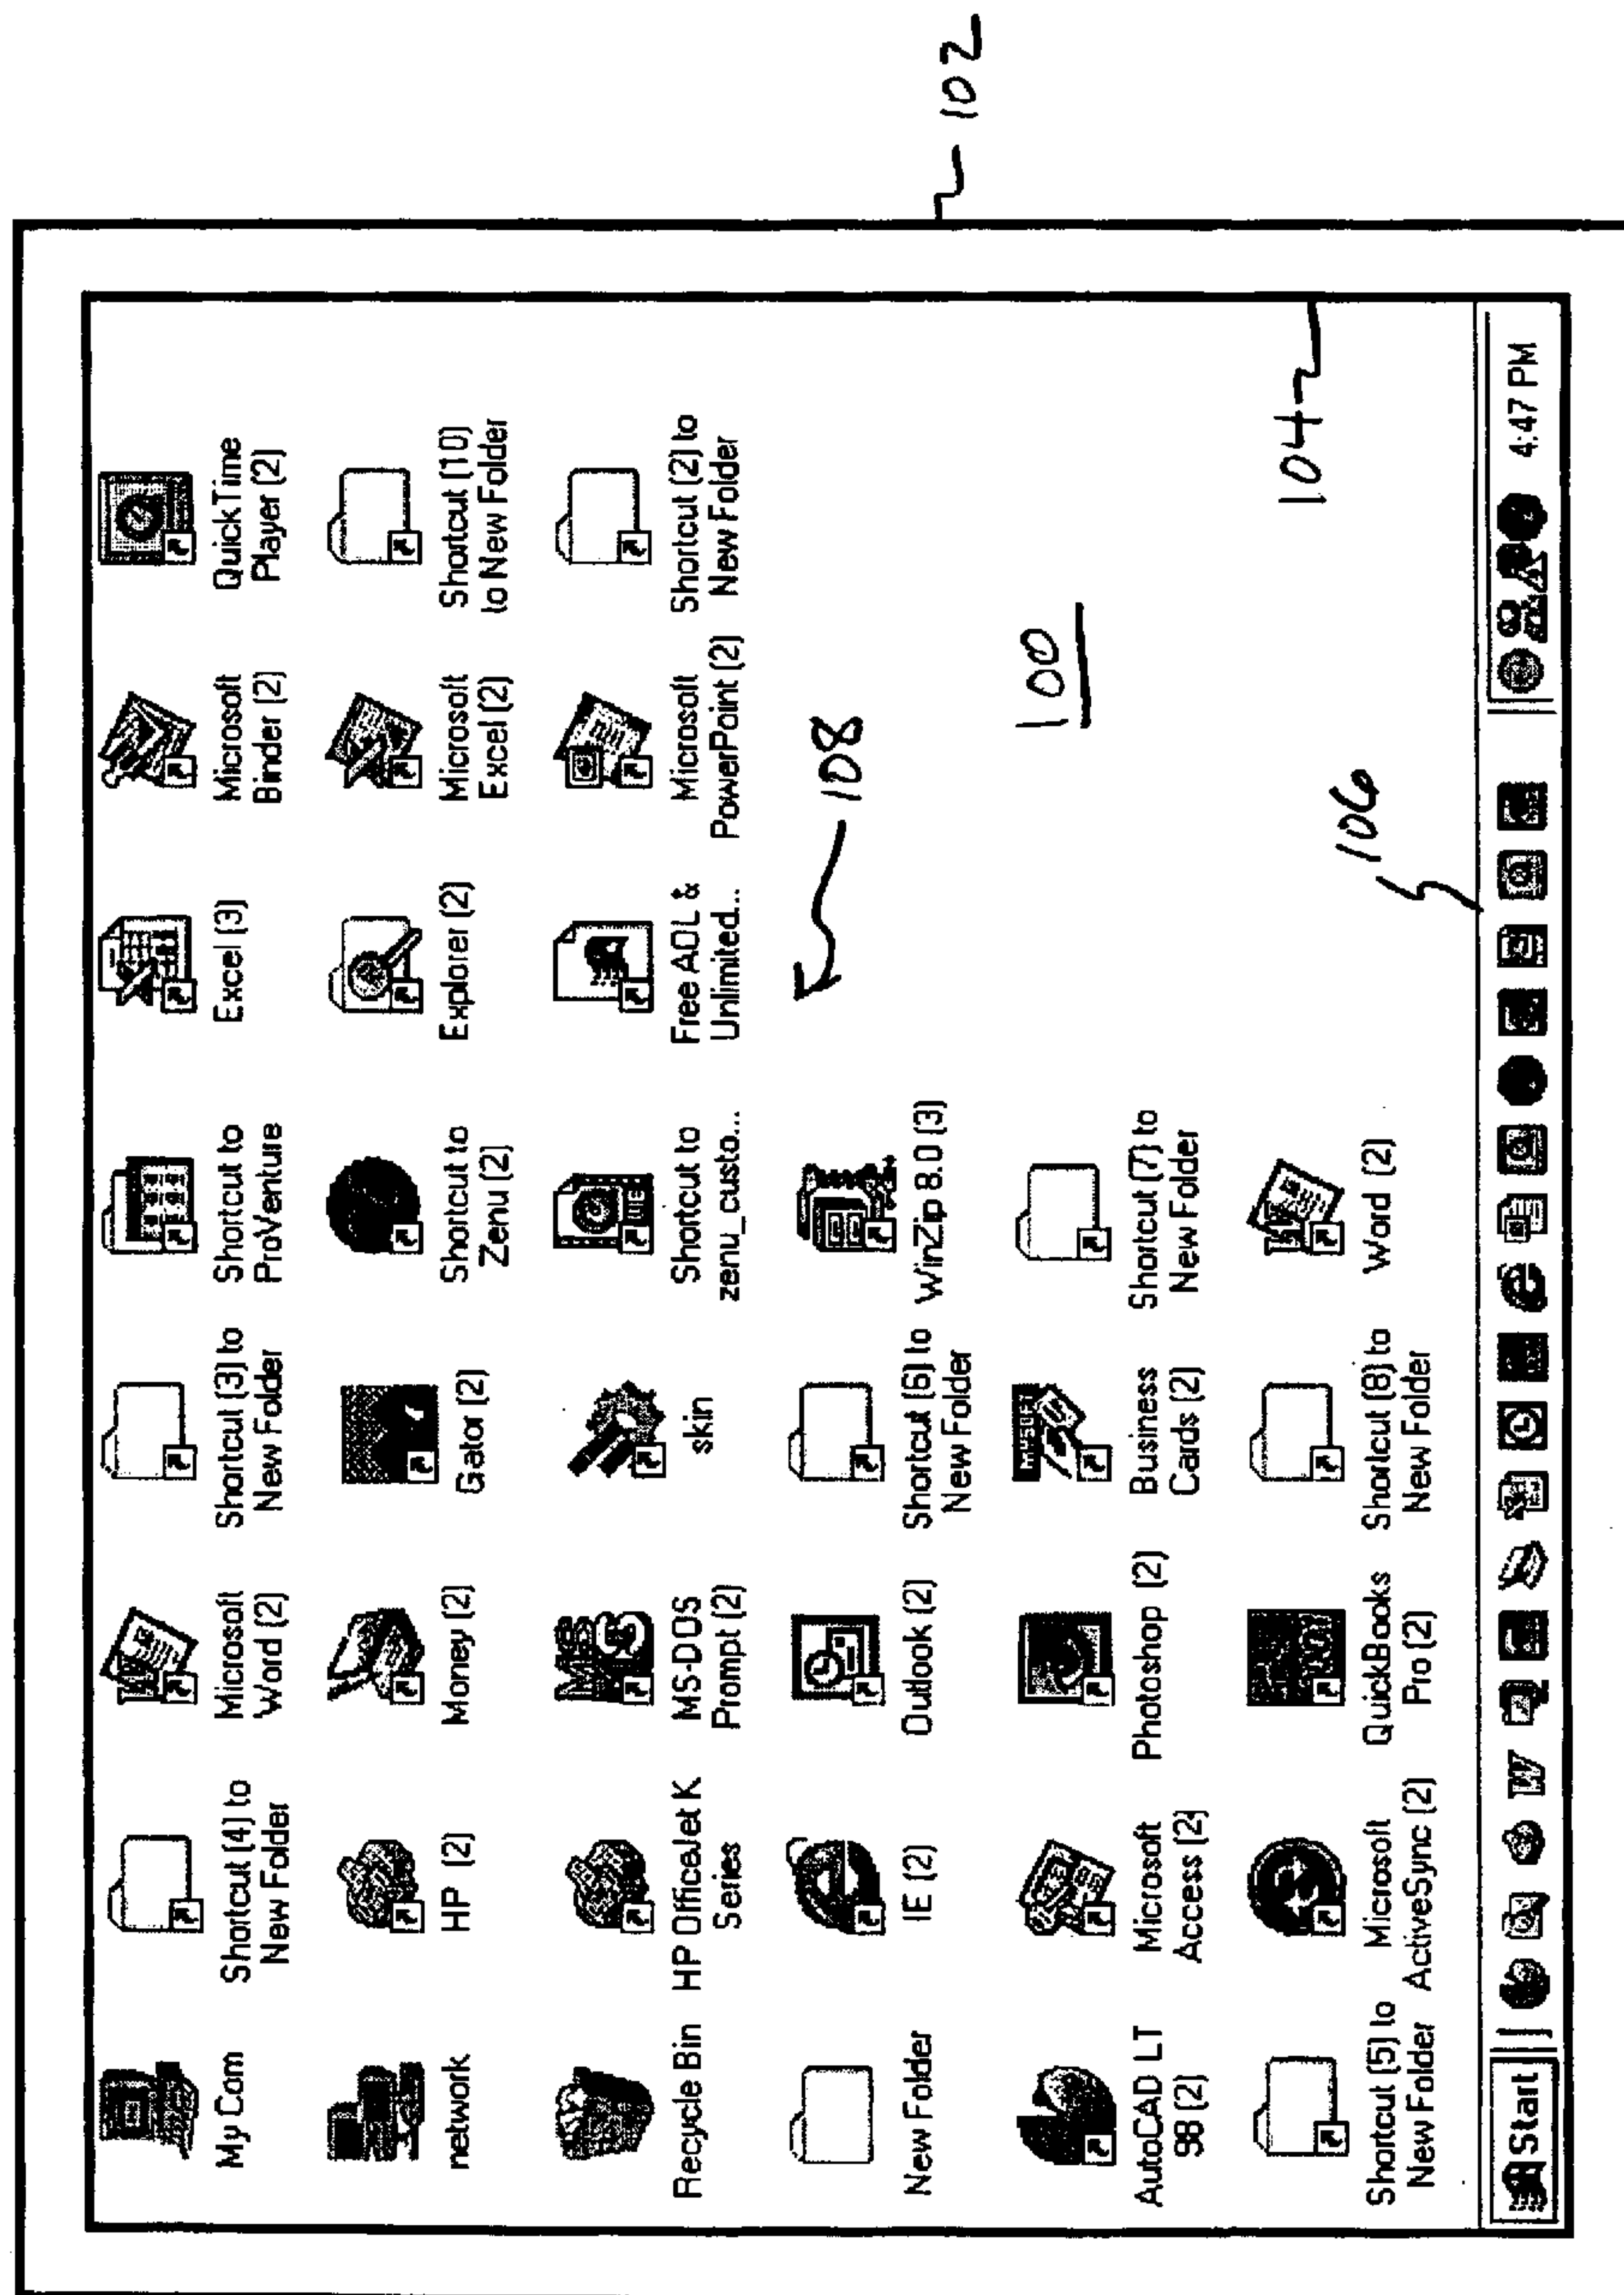 My Com
Shortcut (4) to
New Folder
Microsoft
Word (2)
Shortcut (3) to
New Folder
Shortcut to
ProVenture
Excel (3)
Microsoft
Binder (2)
QuickTime
Player (2)
network
HP (2)
Money (2)
Gator (2)
Shortcut to
Zenu (2)
Explorer (2)
Microsoft
Excel (2)
Shortcut (10)
to New Folder
Recycle Bin
HP OfficeJet K
Series
MS
MS-DOS
Prompt (2)
skin
Shortcut to
zenu_custo...
Free AOL &
Unlimited...
Microsoft
PowerPoint (2)
Shortcut (2) to
New Folder
New Folder
IE (2)
Outlook (2)
Shortcut (6) to
New Folder
WinZip 8.0 (3)
108
102
AutoCAD LT
98 (2)
Microsoft
Access (2)
Photoshop (2)
Business
Cards (2)
Shortcut (7) to
New Folder
100
Shortcut (5) to
New Folder
Microsoft
ActiveSync (2)
QuickBooks
Pro (2)
Shortcut (8) to
New Folder
Word (2)
106
104
Start
W
4:47 PM